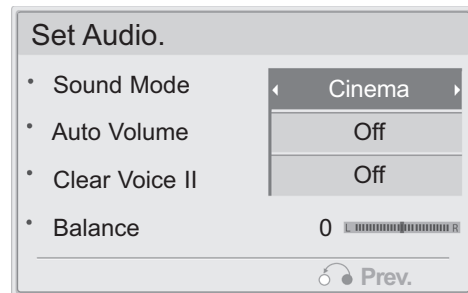 Set Audio.
• Sound Mode Cinema
• Auto Volume Off
• Clear Voice II Off
• Balance 0 L R
Prev.